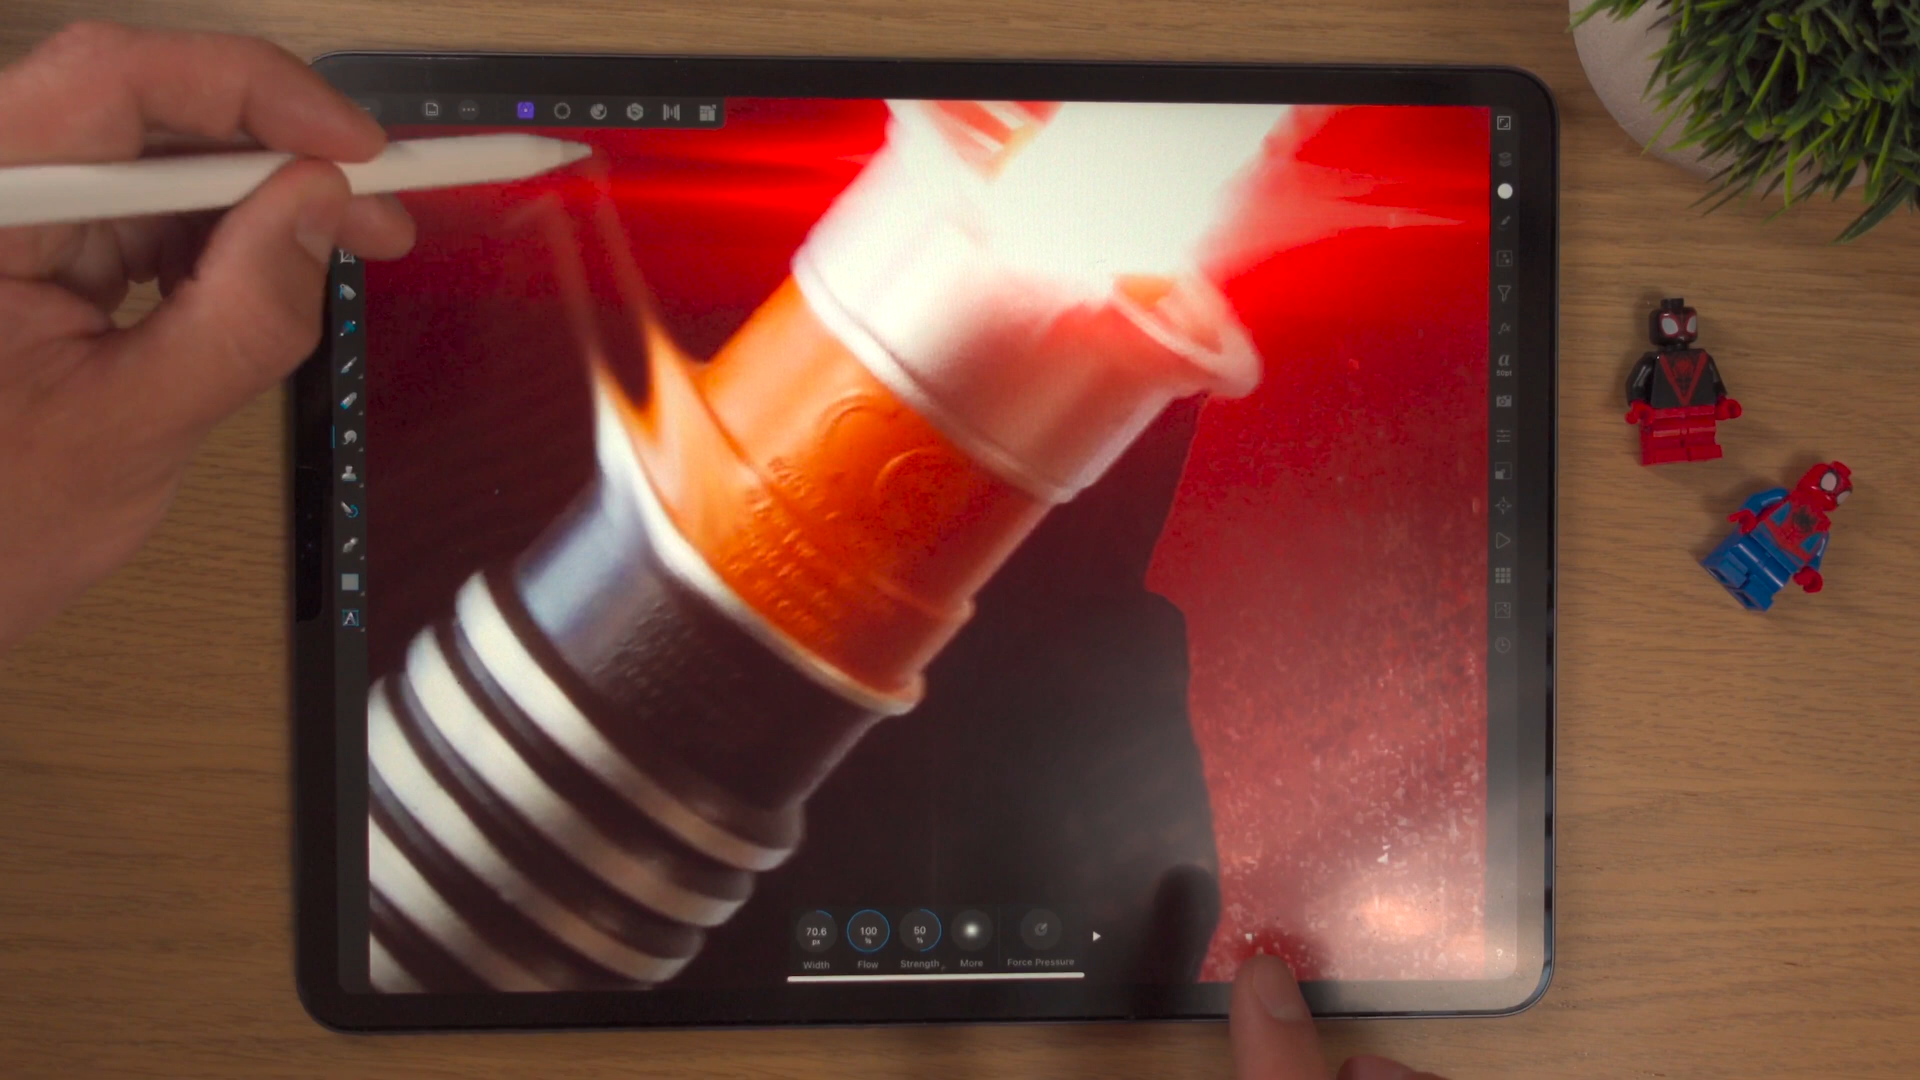 70.6
px
Width
100
%
Flow
50
%
Strength
More
Force Pressure
A
a
?